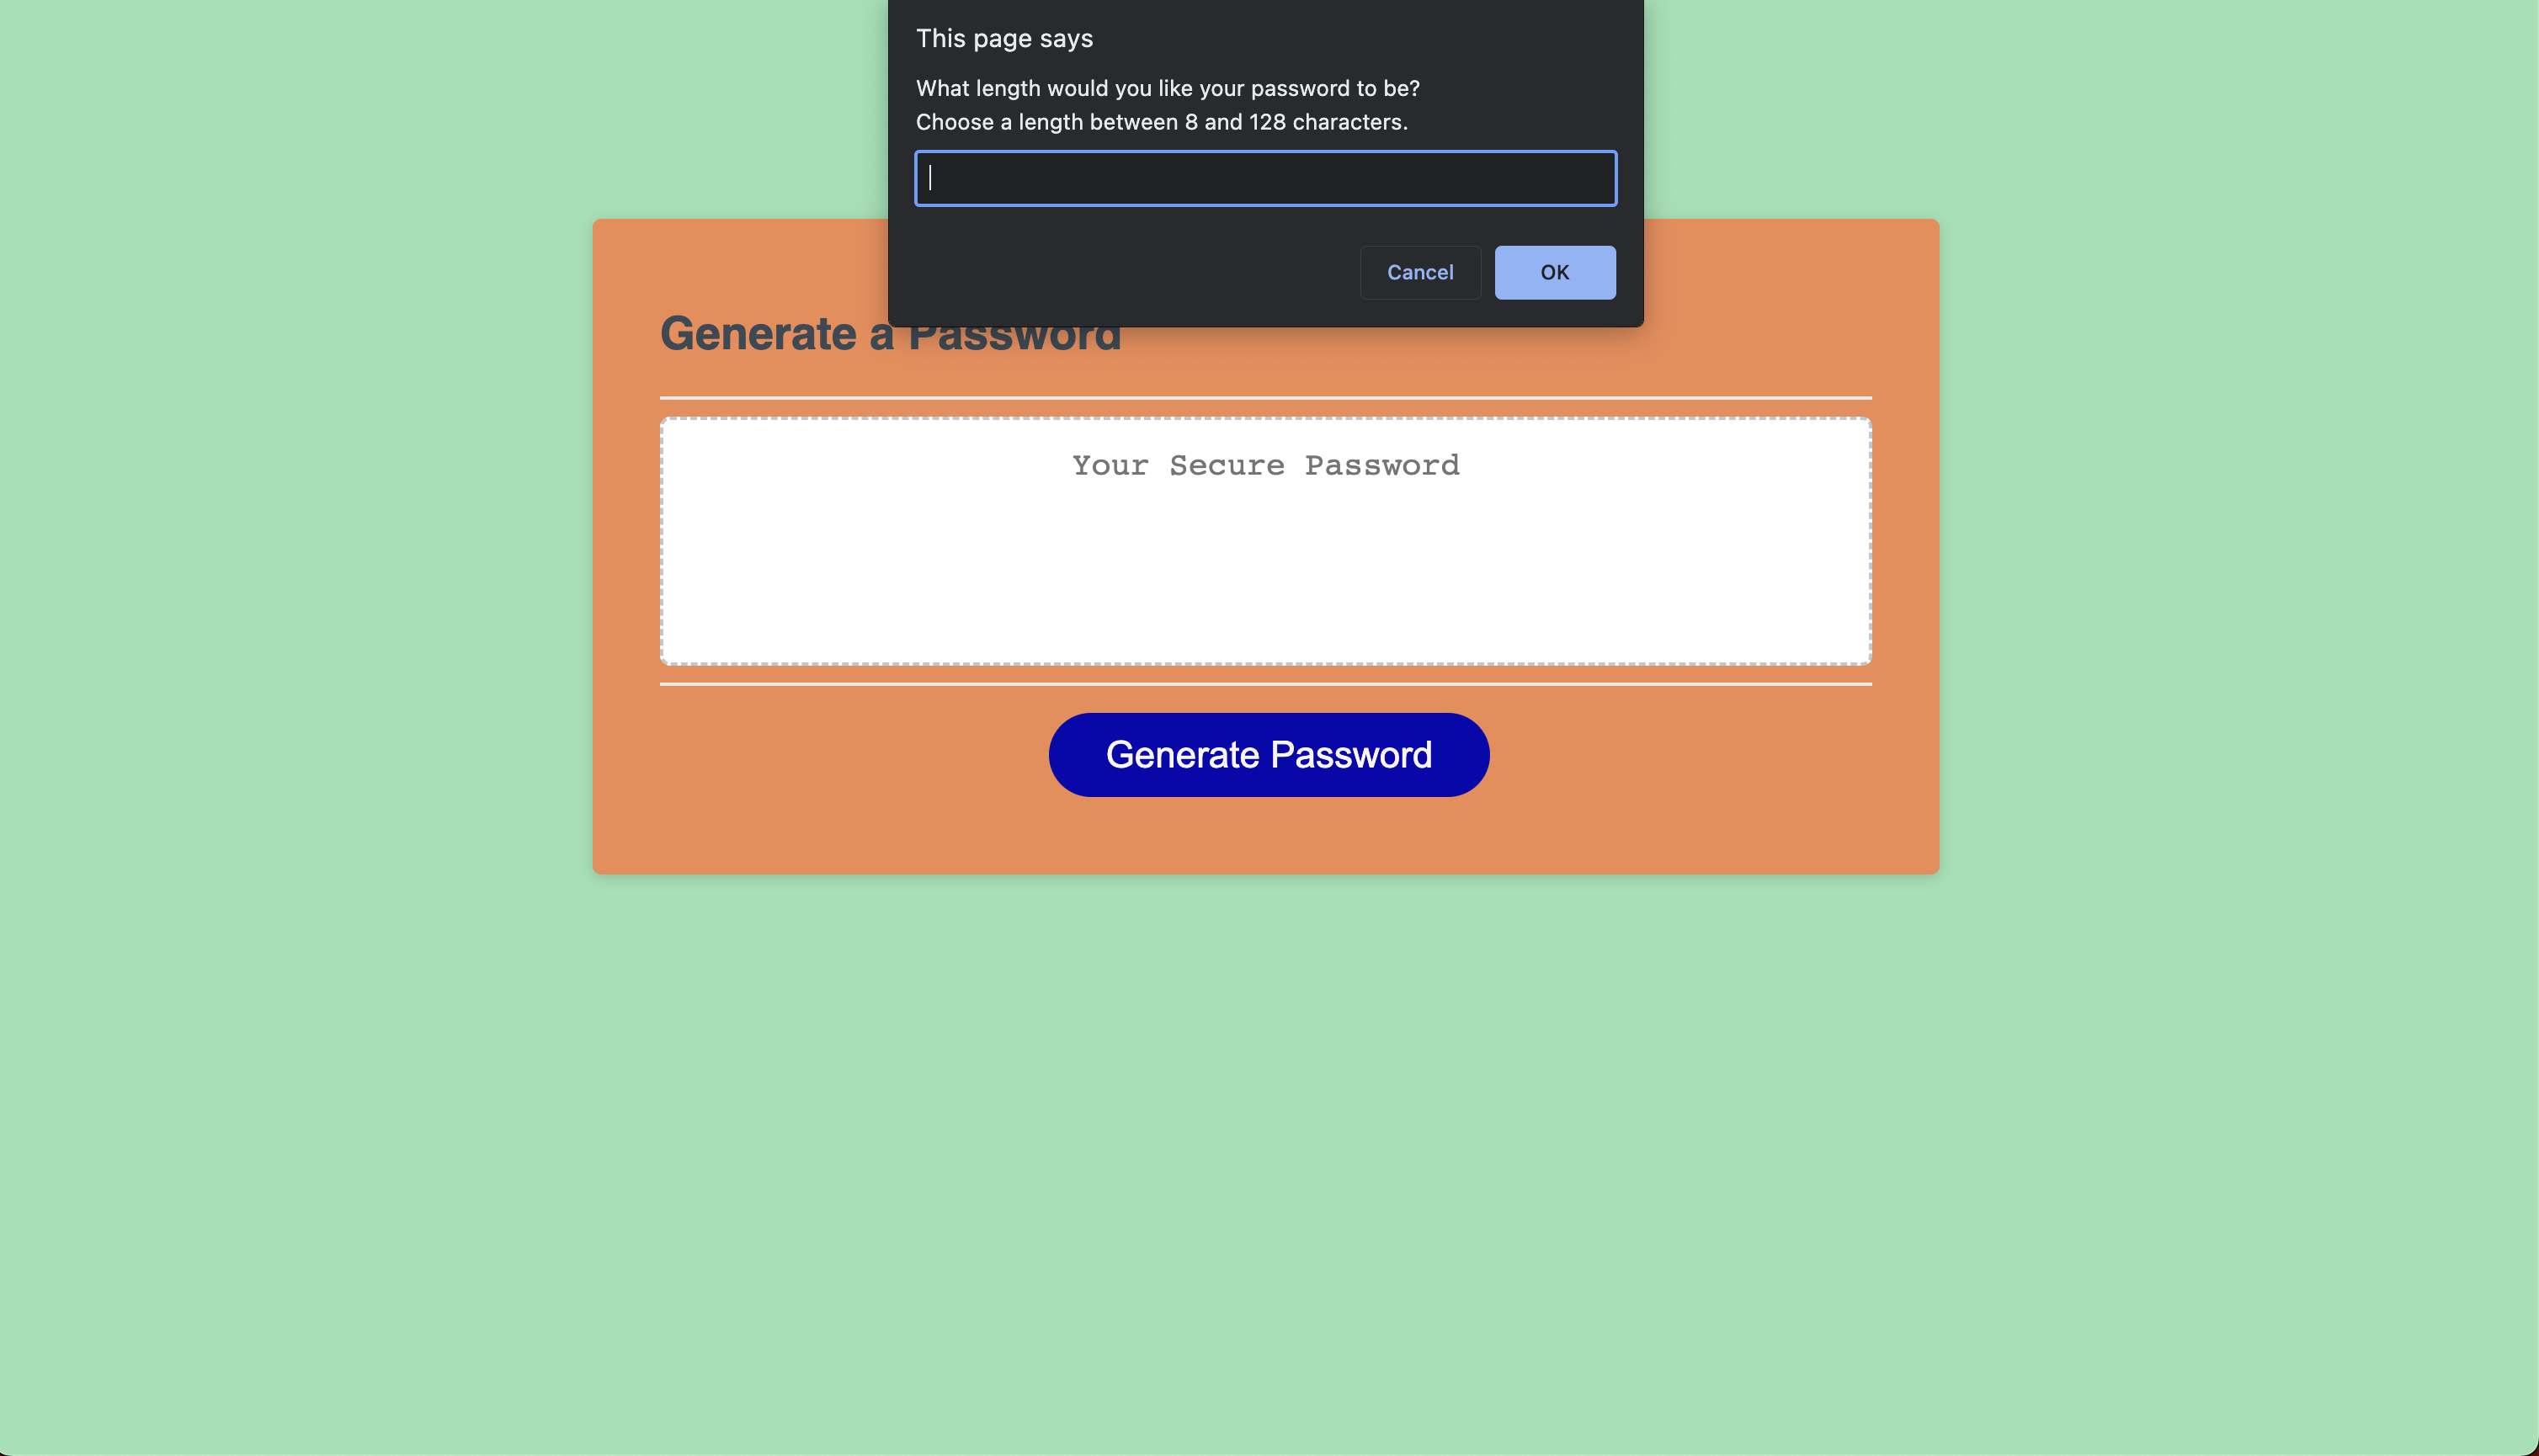 This page says
What length would you like your password to be?
Choose a length between 8 and 128 characters.
Cancel
OK
Generate a Password
Your Secure Password
Generate Password